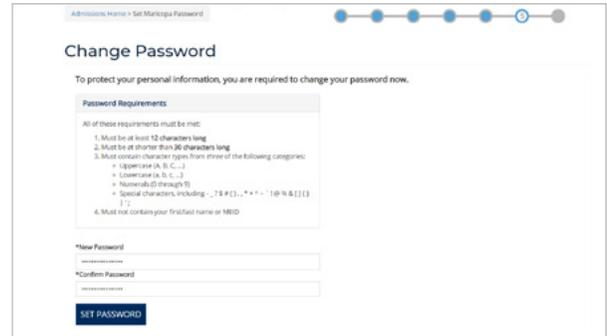 Admissions Home > Set Maricopa Password
5
Change Password
To protect your personal information, you are required to change your password now.
Password Requirements
All of these requirements must be met:
1. Must be at least 12 characters long
2. Must be at shorter than 30 characters long
3. Must contain character types from three of the following categories:
Uppercase (A, B, C, ...)
Lowercase (a, b, c, ...)
Numerals (0 through 9)
Special characters, including
4. Must not contain your first/last name or MEID
*New Password
*Confirm Password
SET PASSWORD